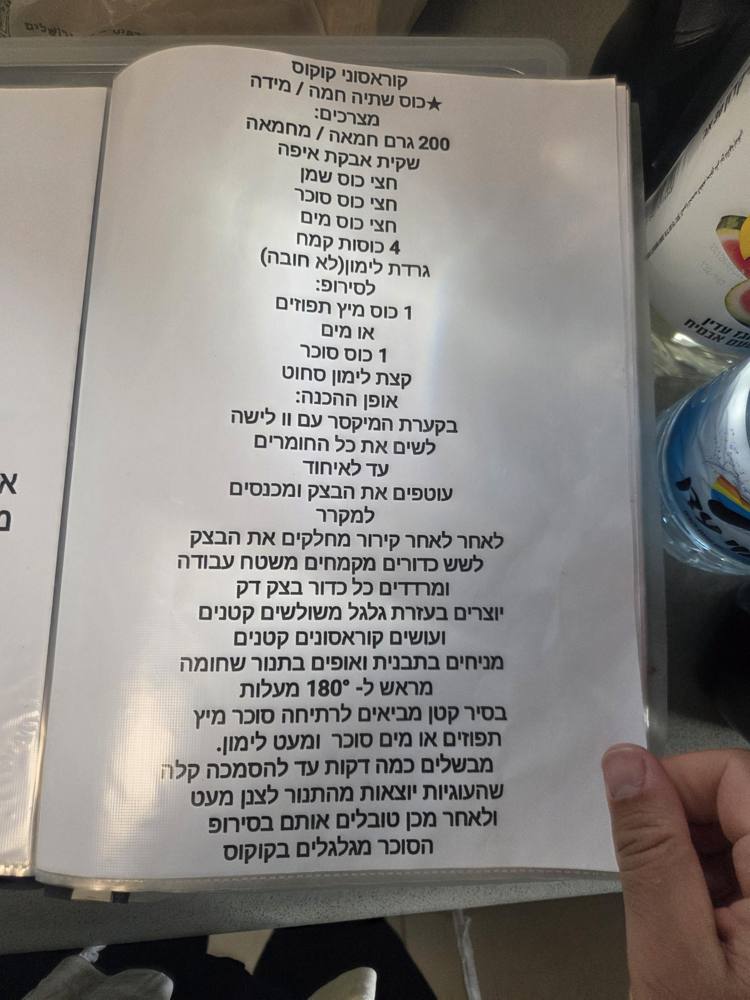 קוראסוני קוקוס
★כוס שתיה חמה / מידה
מצרכים:
200 גרם חמאה / מחמאה
שקית אבקת איפה
חצי כוס שמן
חצי כוס סוכר
חצי כוס מים
4 כוסות קמח
גרדת לימון(לא חובה)
לסירופ:
1 כוס מיץ תפוזים
או מים
1 כוס סוכר
קצת לימון סחוט
אופן ההכנה:
בקערת המיקסר עם וו לישה
לשים את כל החומרים
עד לאיחוד
עוטפים את הבצק ומכנסים
למקרר
לאחר לאחר קירור מחלקים את הבצק
לשש כדורים מקמחים משטח עבודה
ומרדדים כל כדור בצק דק
יוצרים בעזרת גלגל משולשים קטנים
ועושים קוראסונים קטנים
מניחים בתבנית ואופים בתנור שחומה
מראש ל- 180° מעלות
בסיר קטן מביאים לרתיחה סוכר מיץ
תפוזים או מים סוכר ומעט לימון.
מבשלים כמה דקות עד להסמכה קלה
שהעוגיות יוצאות מהתנור לצנן מעט
ולאחר מכן טובלים אותם בסירופ
הסוכר מגלגלים בקוקוס